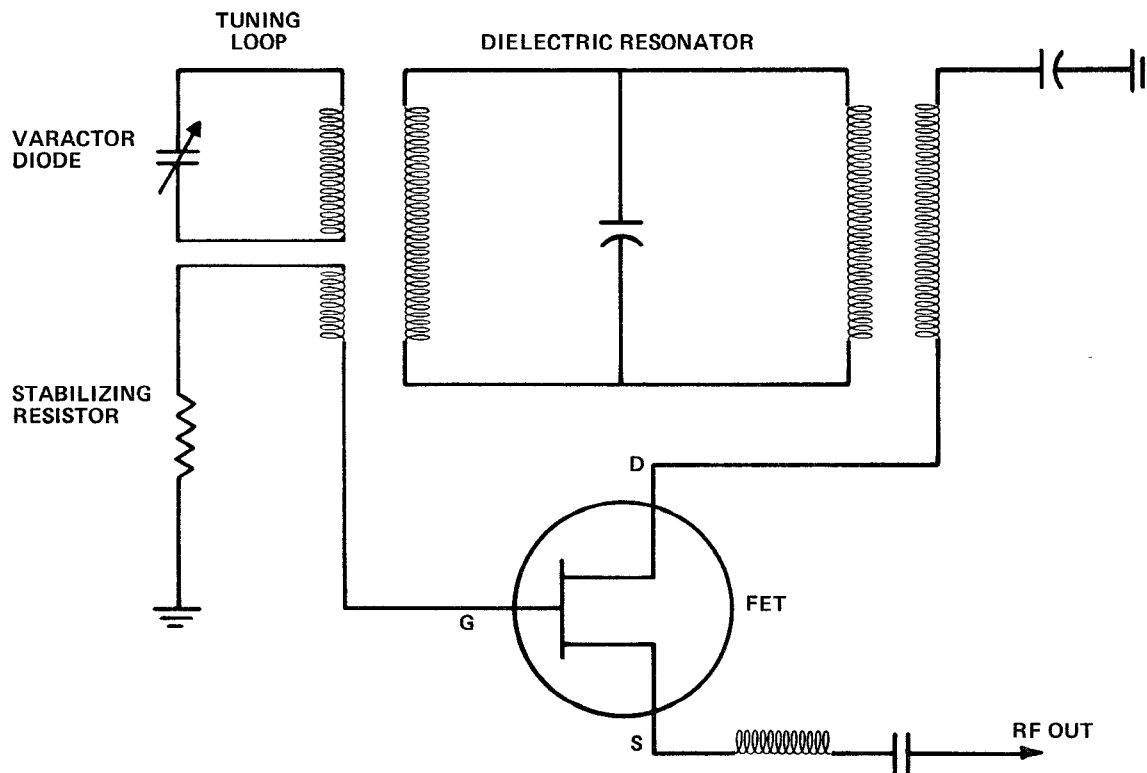 TUNING
LOOP
DIELECTRIC RESONATOR
VARACTOR
DIODE
STABILIZING
RESISTOR
D
G
FET
S
RF OUT